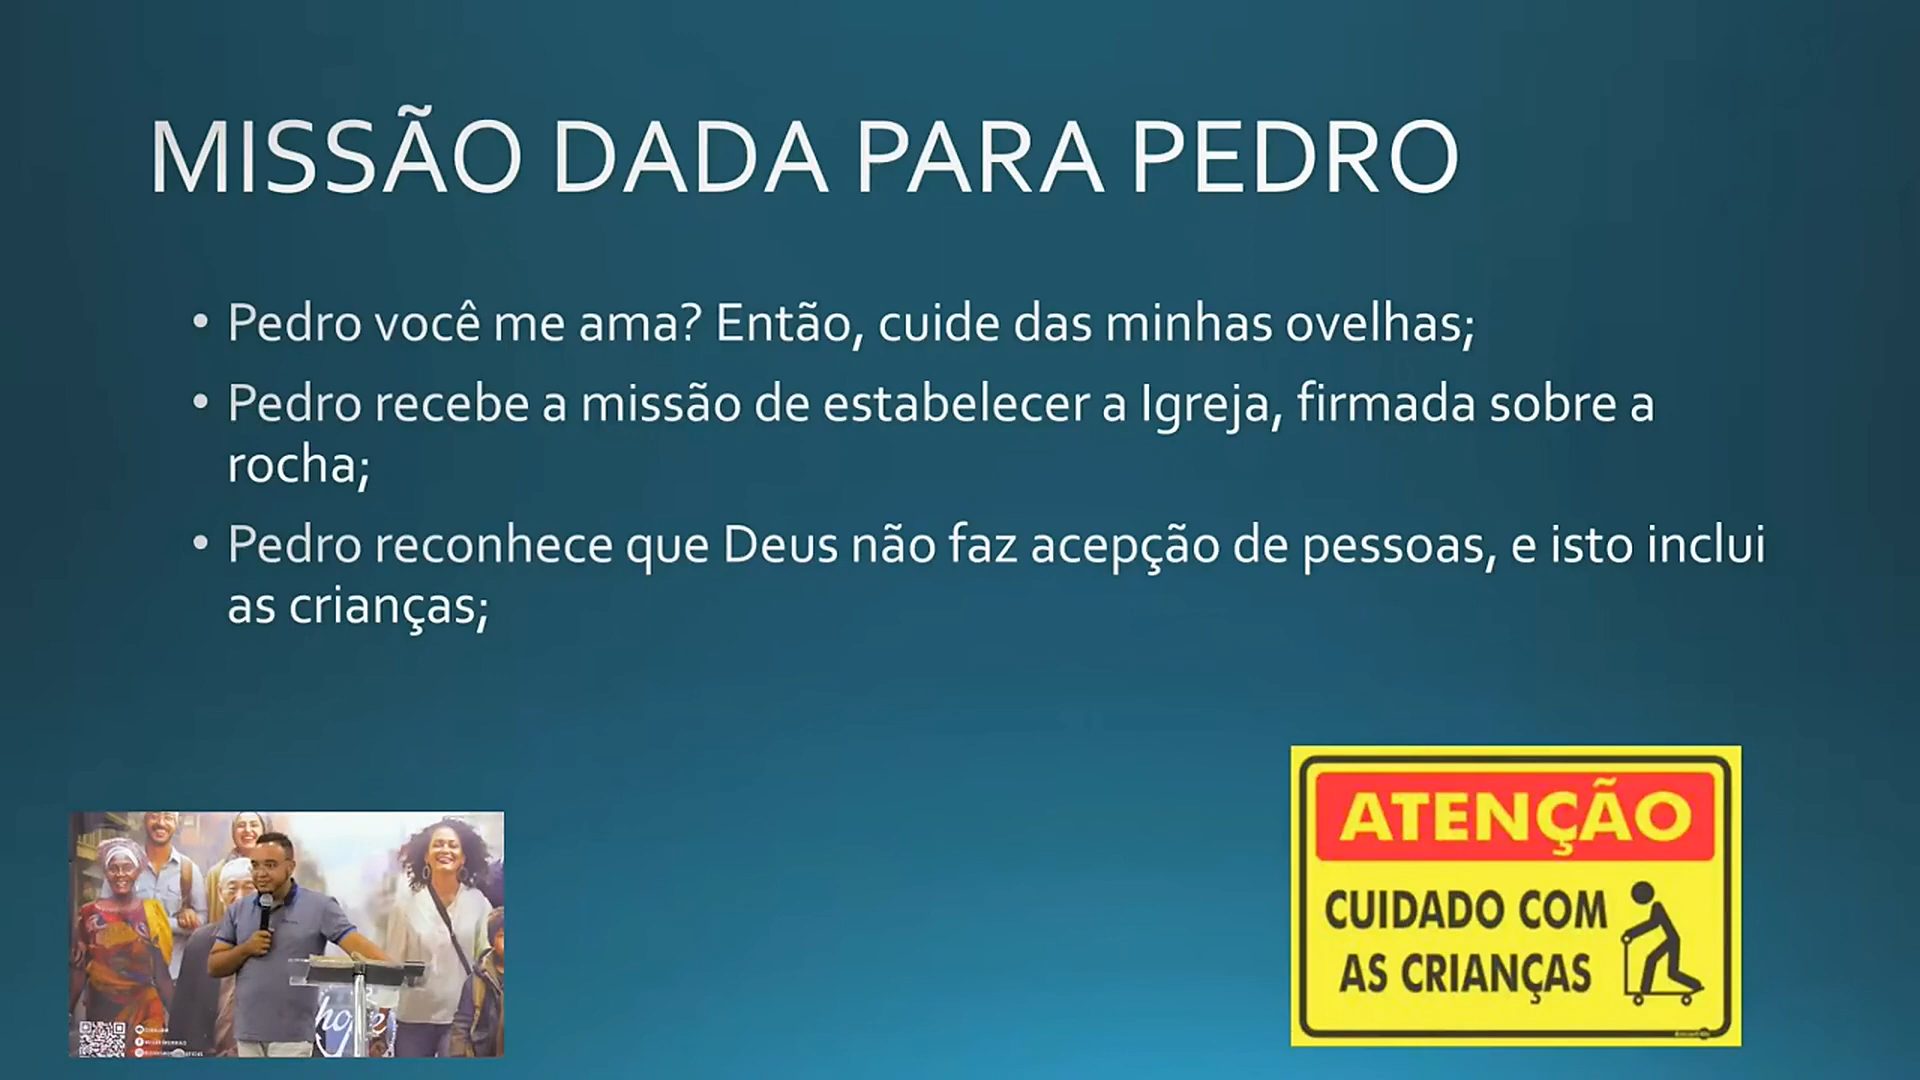 MISSÃO DADA PARA PEDRO
• Pedro você me ama? Então, cuide das minhas ovelhas;
• Pedro recebe a missão de estabelecer a Igreja, firmada sobre a
rocha;
• Pedro reconhece que Deus não faz acepção de pessoas, e isto inclui
as crianças;
ATENÇÃO
CUIDADO COM
AS CRIANÇAS
hope